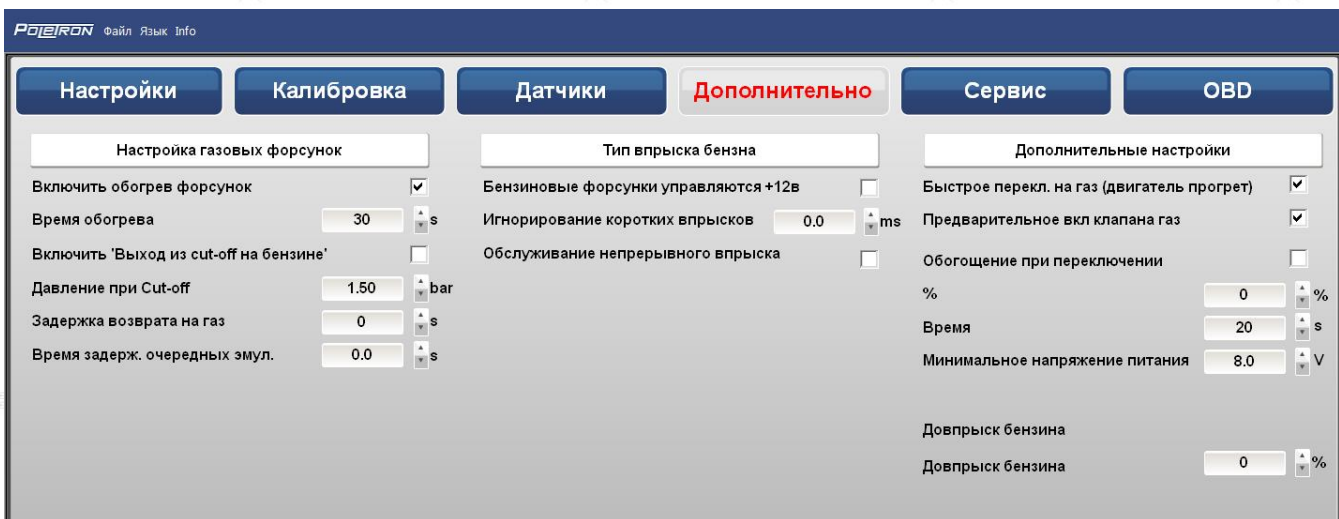 POLETRON Файл Язык Info
Настройки Калибровка Датчики Дополнительно Сервис OBD
Настройка газовых форсунок
Включить обогрев форсунок
Время обогрева 30 s
Включить 'Выход из cut-off на бензине'
Давление при Cut-off 1.50 bar
Задержка возврата на газ 0 s
Время задерж. очередных эмул. 0.0 s
Тип впрыска бензна
Бензиновые форсунки управляются +12в
Игнорирование коротких впрысков 0.0 ms
Обслуживание непрерывного впрыска
Дополнительные настройки
Быстрое перекл. на газ (двигатель прогрет)
Предварительное вкл клапана газ
Обогощение при переключении
% 0 %
Время 20 s
Минимальное напряжение питания 8.0 V
Довпрыск бензина
Довпрыск бензина 0 %